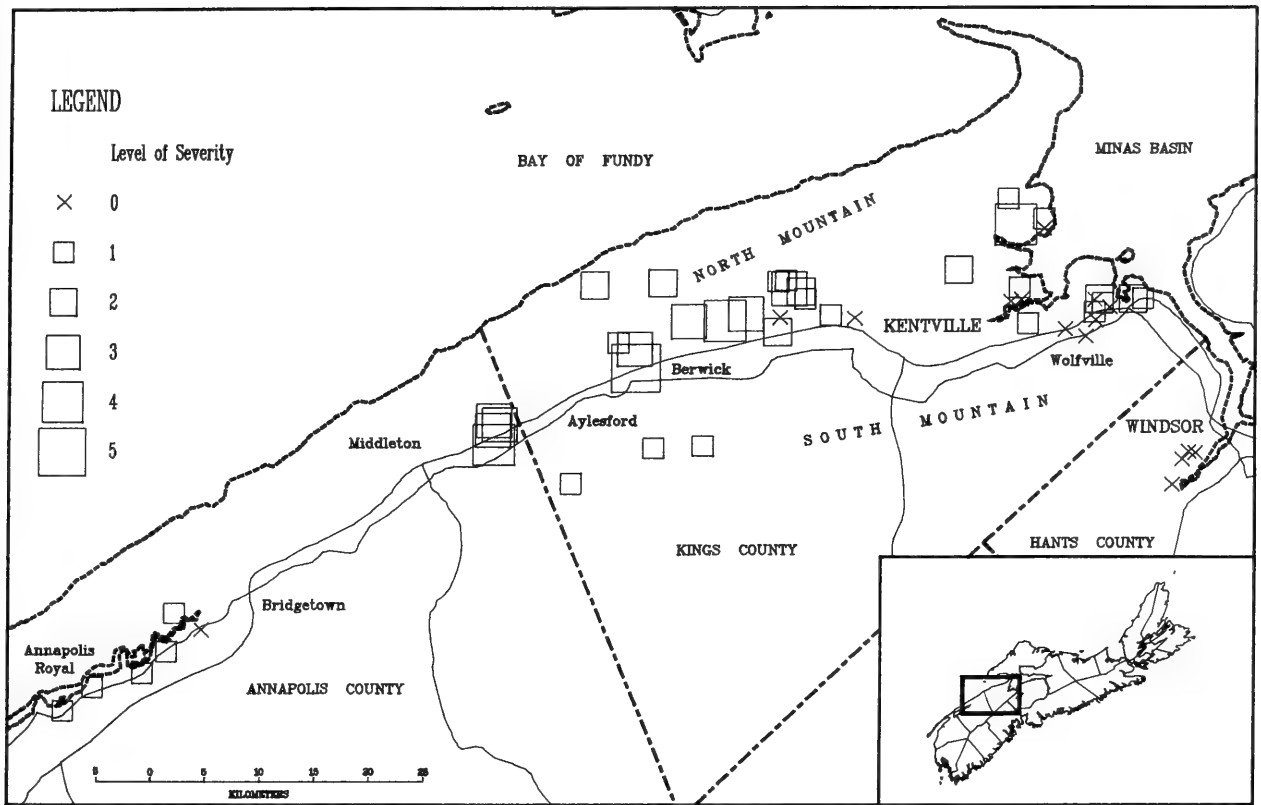 LEGEND
Level of Severity
0
1
2
3
4
5
BAY OF FUNDY
MINAS BASIN
NORTH MOUNTAIN
KENTVILLE
Wolfville
Berwick
Aylesford
Middleton
SOUTH MOUNTAIN
WINDSOR
KINGS COUNTY
HANTS COUNTY
Bridgetown
Annapolis
Royal
ANNAPOLIS COUNTY
5 0 5 10 15 20 25
KILOMETERS